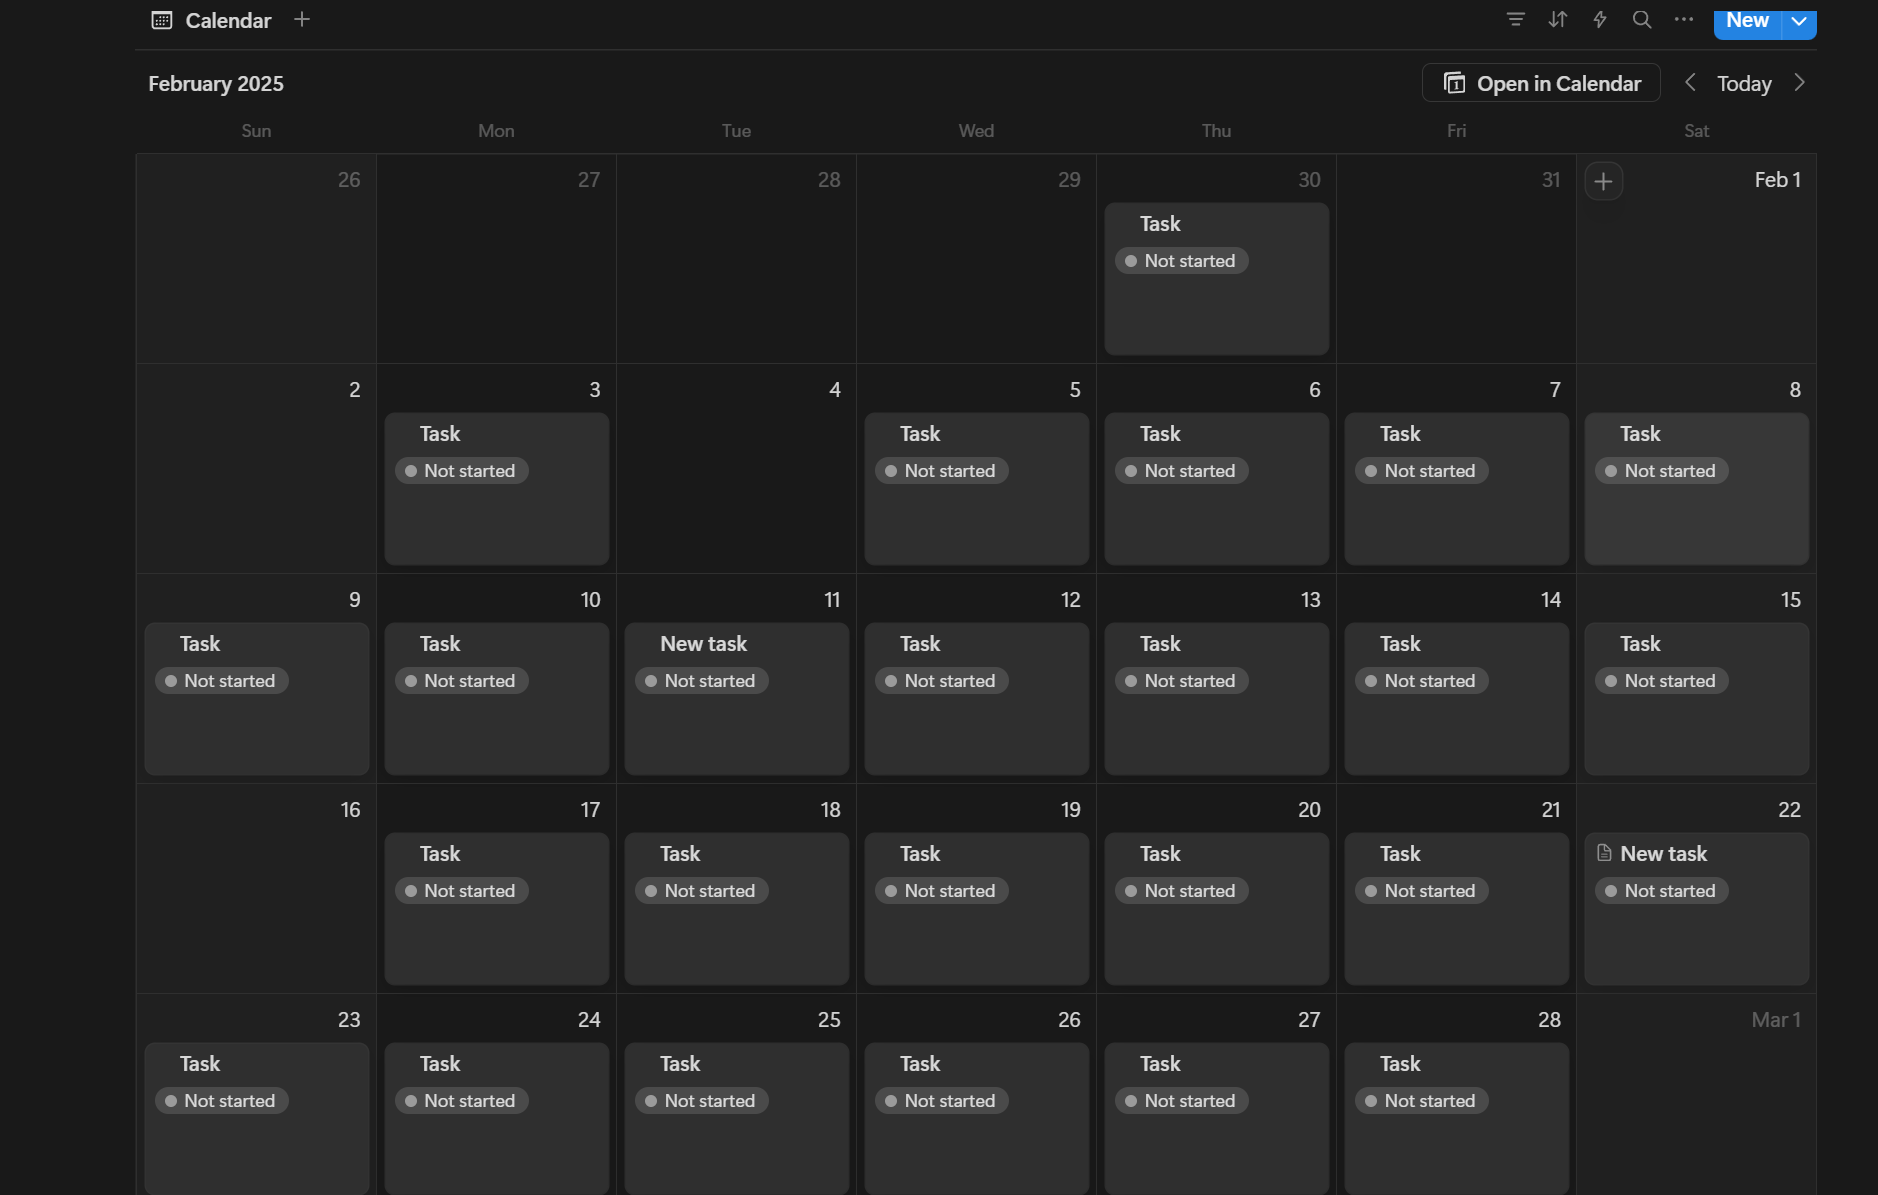 Calendar
New
February 2025
Open in Calendar
Today
Sun Mon Tue Wed Thu Fri Sat
26 27 28 29 30 31 Feb 1
Task
Not started
2 3 4 5 6 7 8
Task Task Task Task Task
Not started Not started Not started Not started Not started
9 10 11 12 13 14 15
Task Task New task Task Task Task Task
Not started Not started Not started Not started Not started Not started Not started
16 17 18 19 20 21 22
Task Task Task Task Task New task
Not started Not started Not started Not started Not started Not started
23 24 25 26 27 28 Mar 1
Task Task Task Task Task Task
Not started Not started Not started Not started Not started Not started